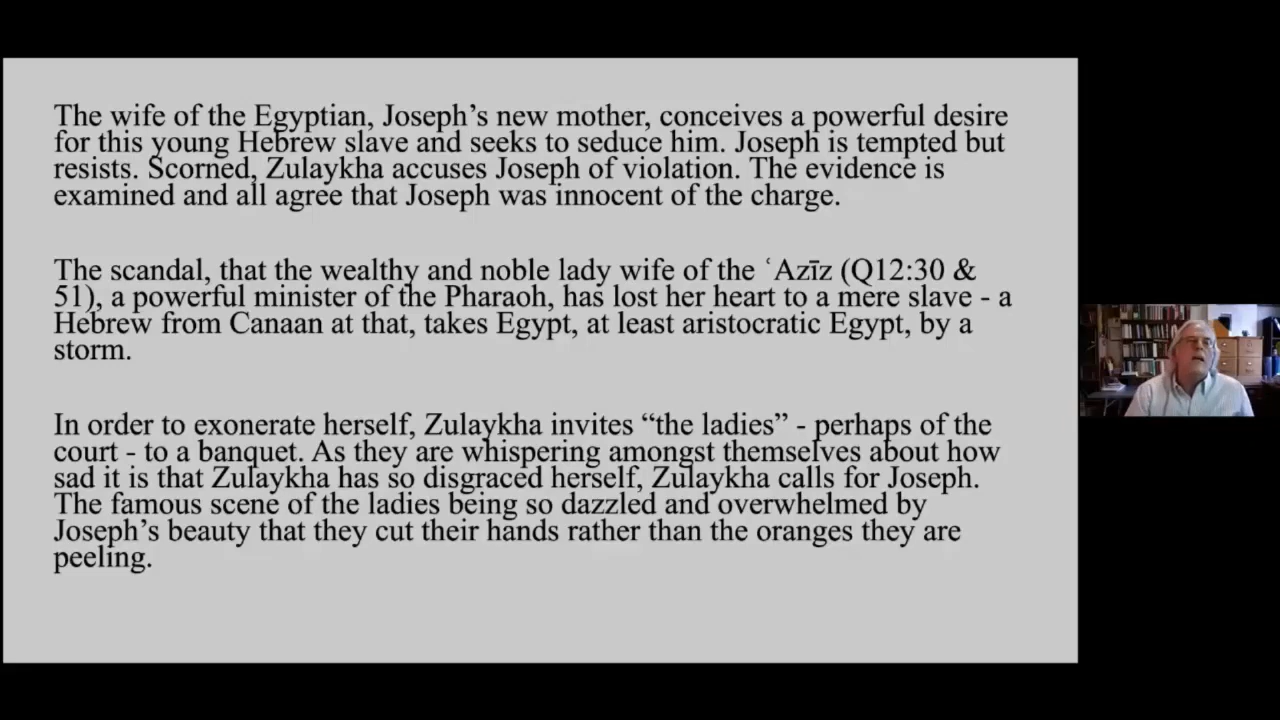 The wife of the Egyptian, Joseph’s new mother, conceives a powerful desire
for this young Hebrew slave and seeks to seduce him. Joseph is tempted but
resists. Scorned, Zulaykha accuses Joseph of violation. The evidence is
examined and all agree that Joseph was innocent of the charge.
The scandal, that the wealthy and noble lady wife of the ʿAzīz (Q12:30 &
51), a powerful minister of the Pharaoh, has lost her heart to a mere slave - a
Hebrew from Canaan at that, takes Egypt, at least aristocratic Egypt, by a
storm.
In order to exonerate herself, Zulaykha invites “the ladies” - perhaps of the
court - to a banquet. As they are whispering amongst themselves about how
sad it is that Zulaykha has so disgraced herself, Zulaykha calls for Joseph.
The famous scene of the ladies being so dazzled and overwhelmed by
Joseph’s beauty that they cut their hands rather than the oranges they are
peeling.